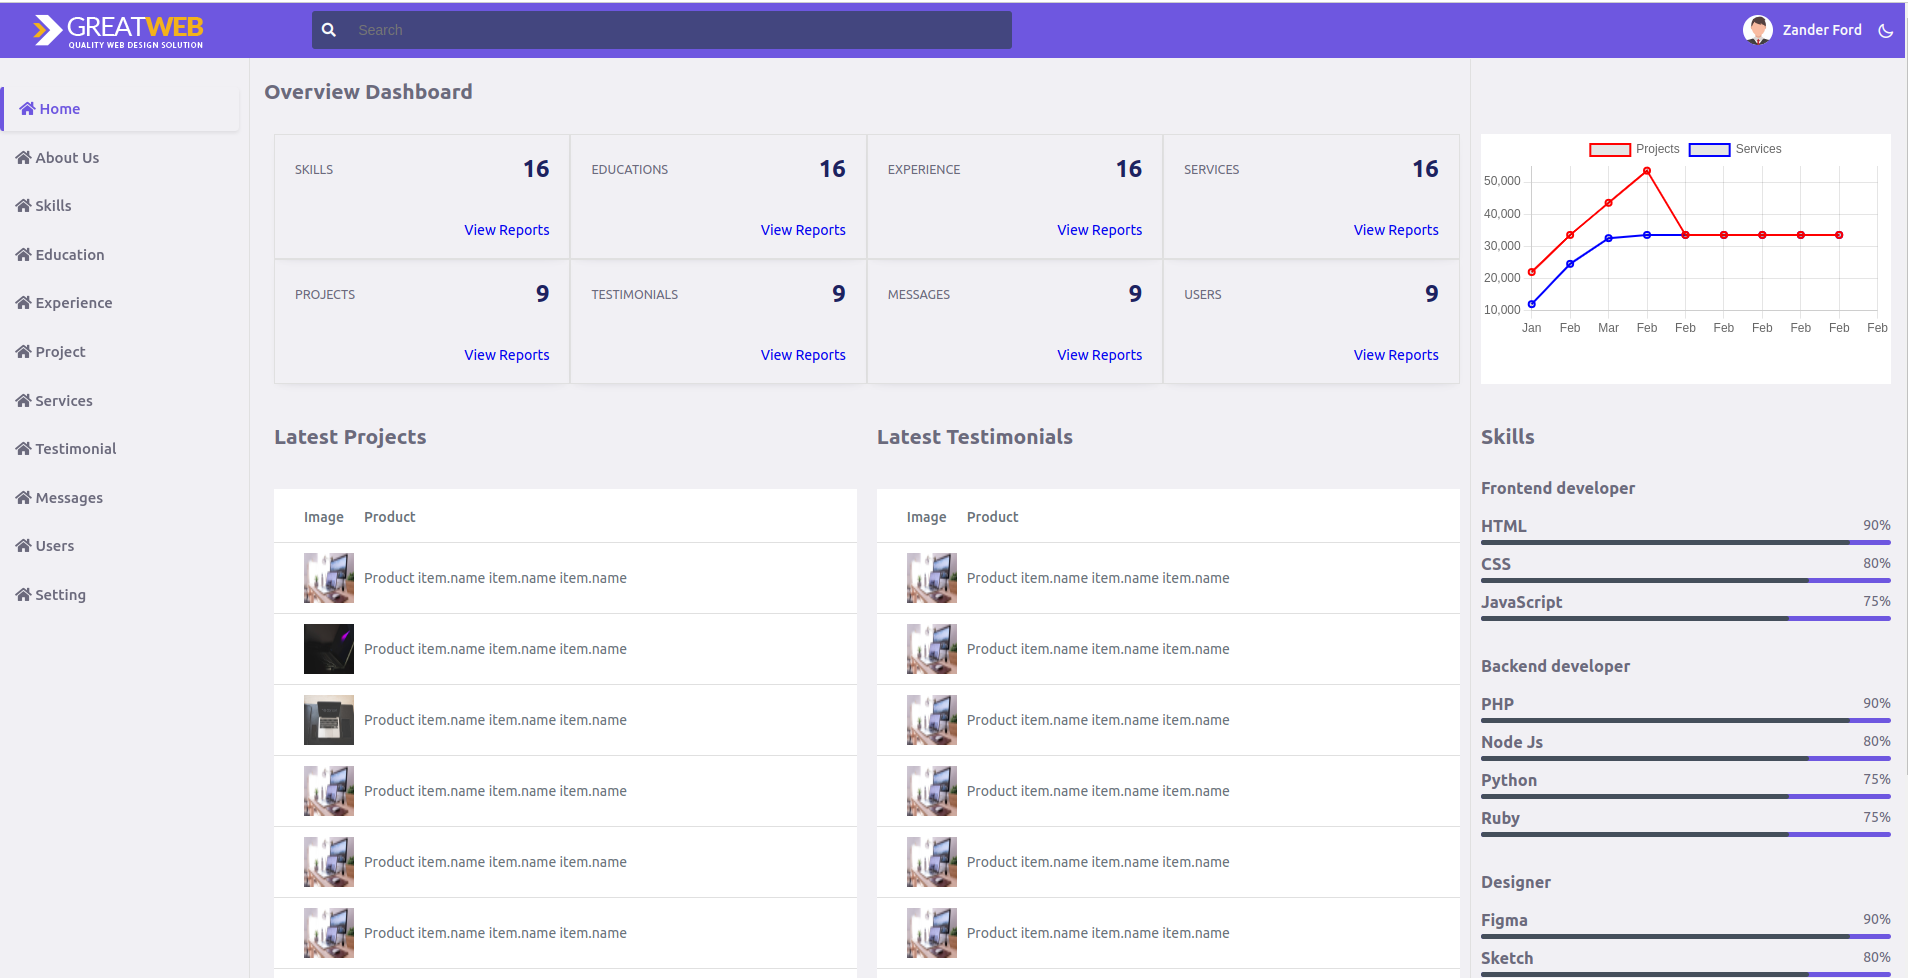 GREATWEB
QUALITY WEB DESIGN SOLUTION
Search
Zander Ford
Home
About Us
Skills
Education
Experience
Project
Services
Testimonial
Messages
Users
Setting
Overview Dashboard
SKILLS 16
View Reports
EDUCATIONS 16
View Reports
EXPERIENCE 16
View Reports
SERVICES 16
View Reports
PROJECTS 9
View Reports
TESTIMONIALS 9
View Reports
MESSAGES 9
View Reports
USERS 9
View Reports
Projects Services
50,000
40,000
30,000
20,000
10,000
Jan Feb Mar Feb Feb Feb Feb Feb Feb Feb
Latest Projects
Image Product
Product item.name item.name item.name
Product item.name item.name item.name
Product item.name item.name item.name
Product item.name item.name item.name
Product item.name item.name item.name
Product item.name item.name item.name
Latest Testimonials
Image Product
Product item.name item.name item.name
Product item.name item.name item.name
Product item.name item.name item.name
Product item.name item.name item.name
Product item.name item.name item.name
Product item.name item.name item.name
Skills
Frontend developer
HTML 90%
CSS 80%
JavaScript 75%
Backend developer
PHP 90%
Node Js 80%
Python 75%
Ruby 75%
Designer
Figma 90%
Sketch 80%